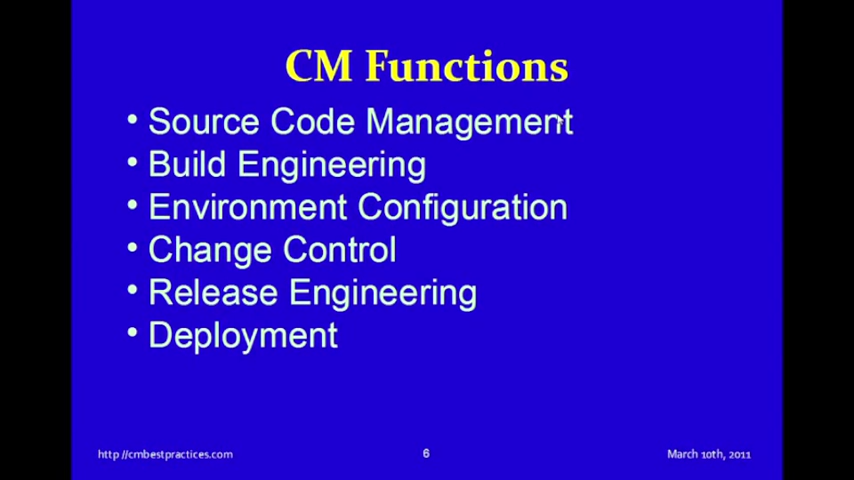 CM Functions
• Source Code Management
• Build Engineering
• Environment Configuration
• Change Control
• Release Engineering
• Deployment
http://cmbestpractices.com 6 March 10th, 2011